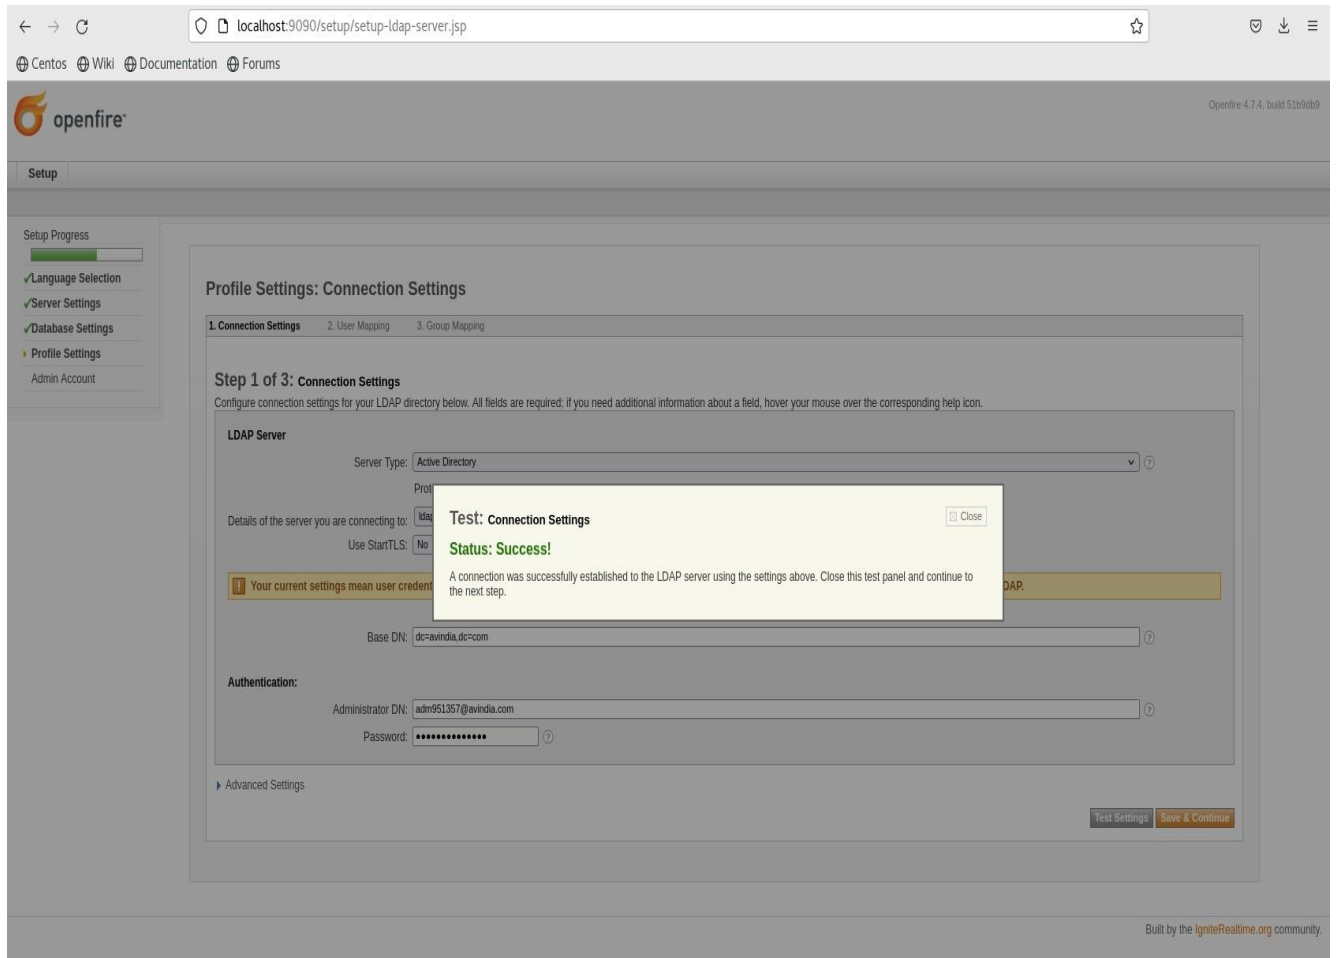 localhost:9090/setup/setup-ldap-server.jsp
Centos Wiki Documentation Forums
openfire
Openfire 4.7.4, build 51b9db9
Setup
Setup Progress
Language Selection
Server Settings
Database Settings
Profile Settings
Admin Account
Profile Settings: Connection Settings
1. Connection Settings 2. User Mapping 3. Group Mapping
Step 1 of 3: Connection Settings
Configure connection settings for your LDAP directory below. All fields are required; if you need additional information about a field, hover your mouse over the corresponding help icon.
LDAP Server
Server Type: Active Directory
Details of the server you are connecting to:
Use StartTLS: No
Your current settings mean user
Test: Connection Settings
Close
Status: Success!
A connection was successfully established to the LDAP server using the settings above. Close this test panel and continue to
the next step.
Base DN: dc=avindia,dc=com
Authentication:
Administrator DN: adm951357@avindia.com
Password: ••••••••••••••
Advanced Settings
Test Settings Save & Continue
Built by the IgniteRealtime.org community.